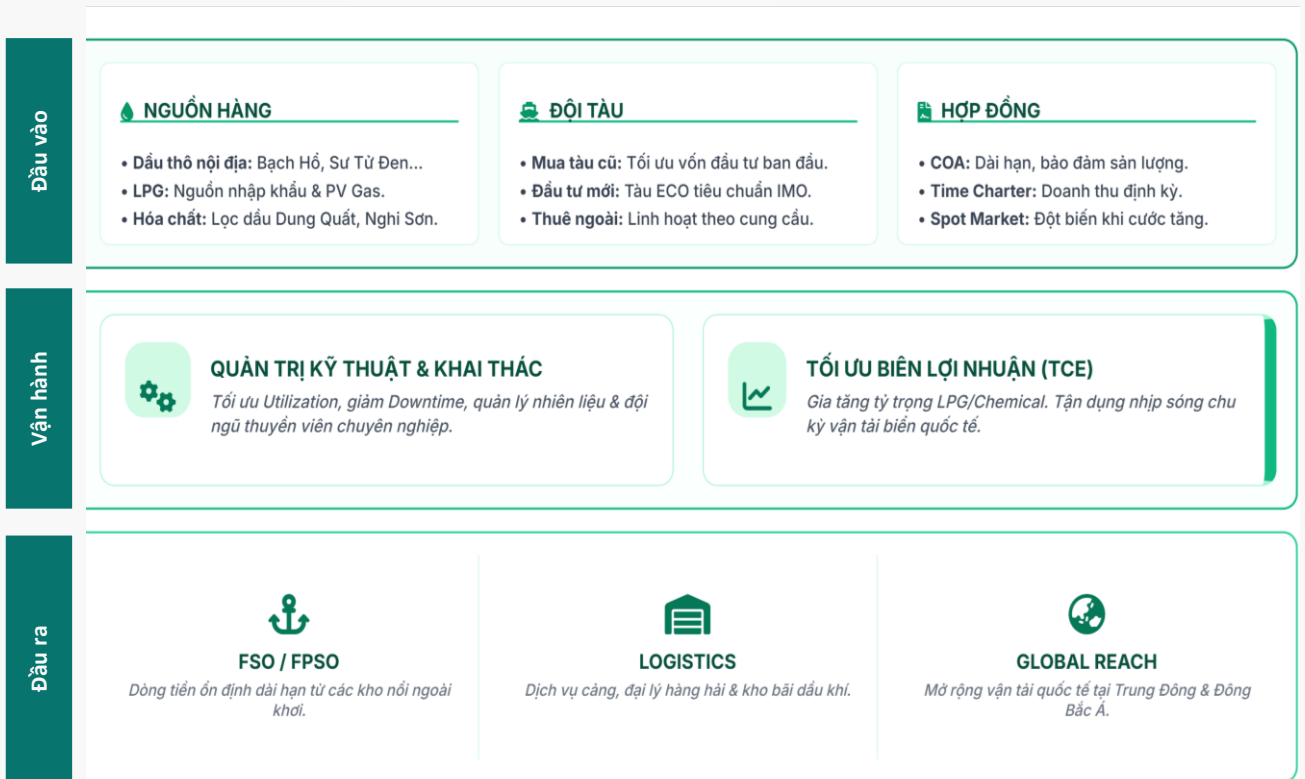 Đầu vào
NGUỒN HÀNG
• Dầu thô nội địa: Bạch Hổ, Sư Tử Đen...
• LPG: Nguồn nhập khẩu & PV Gas.
• Hóa chất: Lọc dầu Dung Quất, Nghi Sơn.
ĐỘI TÀU
• Mua tàu cũ: Tối ưu vốn đầu tư ban đầu.
• Đầu tư mới: Tàu ECO tiêu chuẩn IMO.
• Thuê ngoài: Linh hoạt theo cung cầu.
HỢP ĐỒNG
• COA: Dài hạn, bảo đảm sản lượng.
• Time Charter: Doanh thu định kỳ.
• Spot Market: Đột biến khi cước tăng.
Vận hành
QUẢN TRỊ KỸ THUẬT & KHAI THÁC
Tối ưu Utilization, giảm Downtime, quản lý nhiên liệu & đội
ngũ thuyền viên chuyên nghiệp.
TỐI ƯU BIÊN LỢI NHUẬN (TCE)
Gia tăng tỷ trọng LPG/Chemical. Tận dụng nhịp sóng chu
kỳ vận tải biển quốc tế.
Đầu ra
FSO / FPSO
Dòng tiền ổn định dài hạn từ các kho nổi ngoài
khơi.
LOGISTICS
Dịch vụ cảng, đại lý hàng hải & kho bãi dầu khí.
GLOBAL REACH
Mở rộng vận tải quốc tế tại Trung Đông & Đông
Bắc Á.